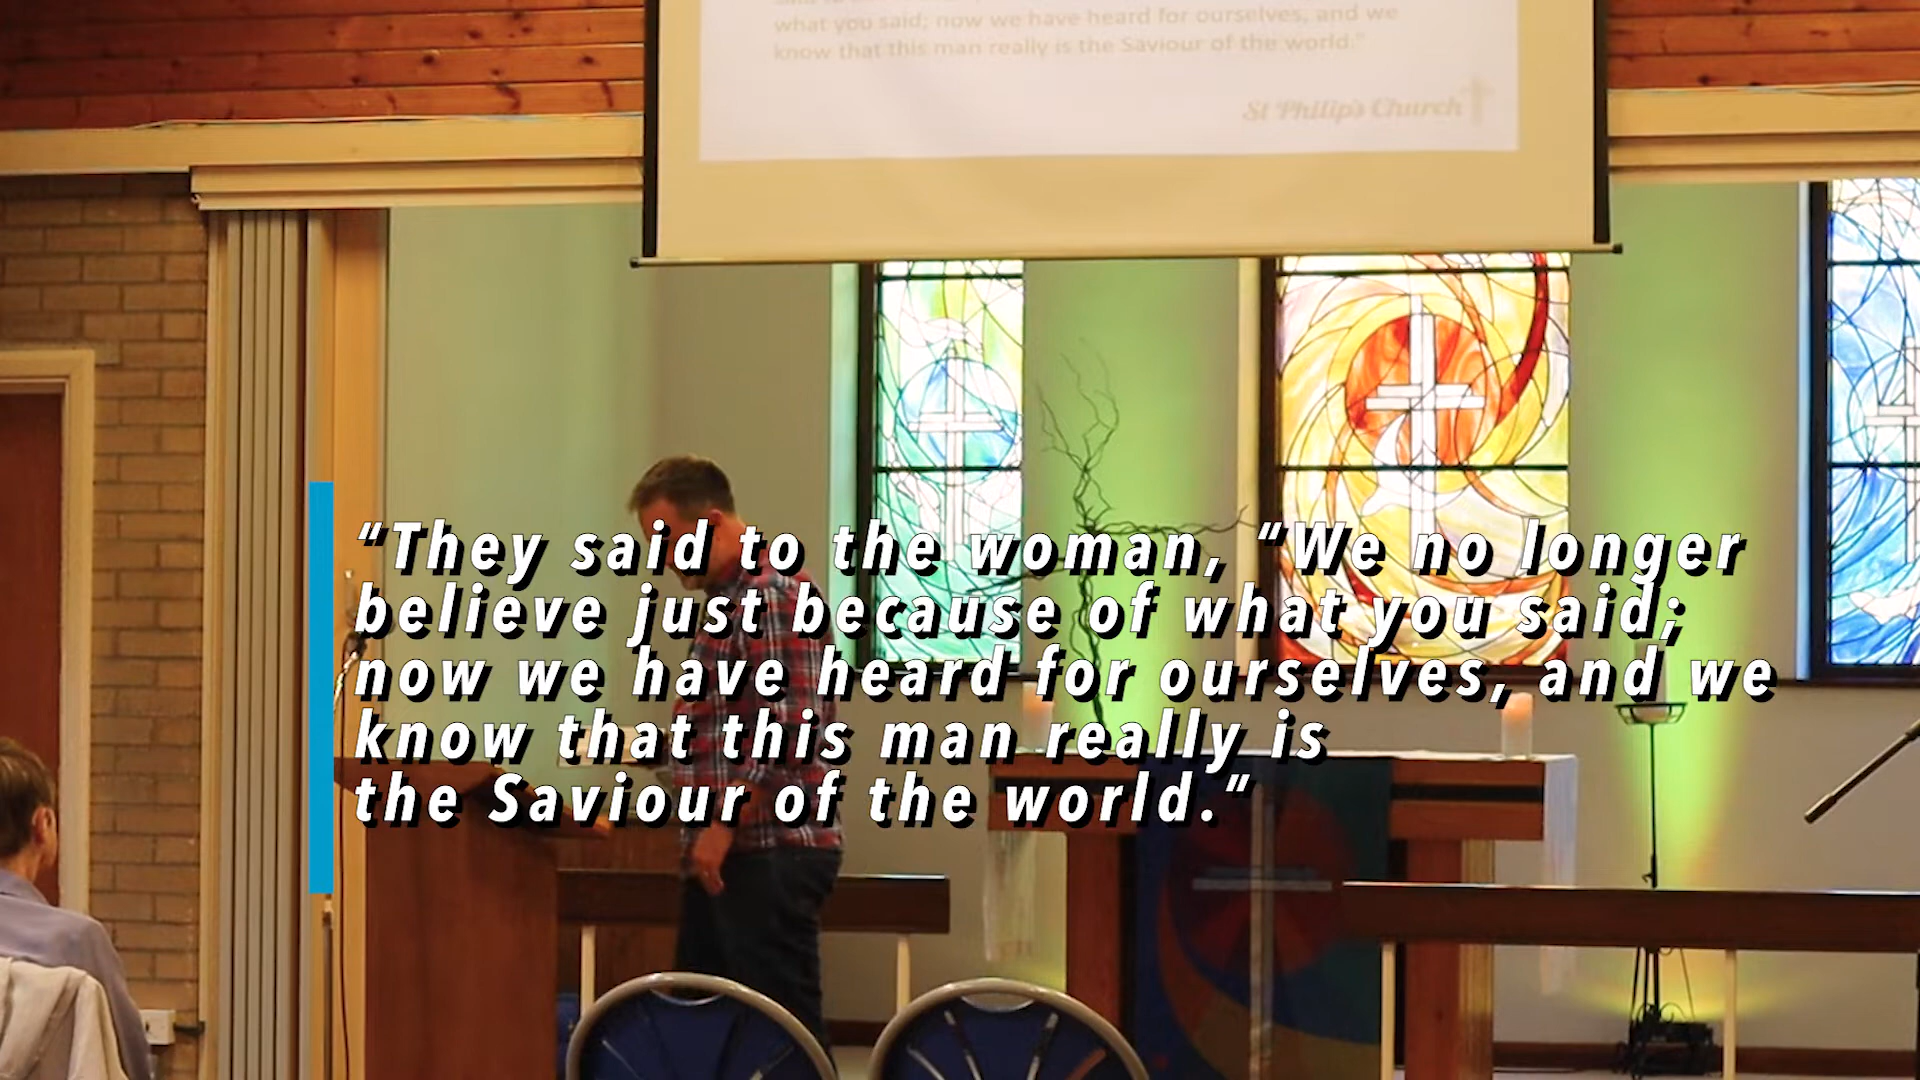 what you said; now we have heard for ourselves, and we
know that this man really is the Saviour of the world."
St Philip's Church
“They said to the woman, “We no longer
believe just because of what you said;
now we have heard for ourselves, and we
know that this man really is
the Saviour of the world.”